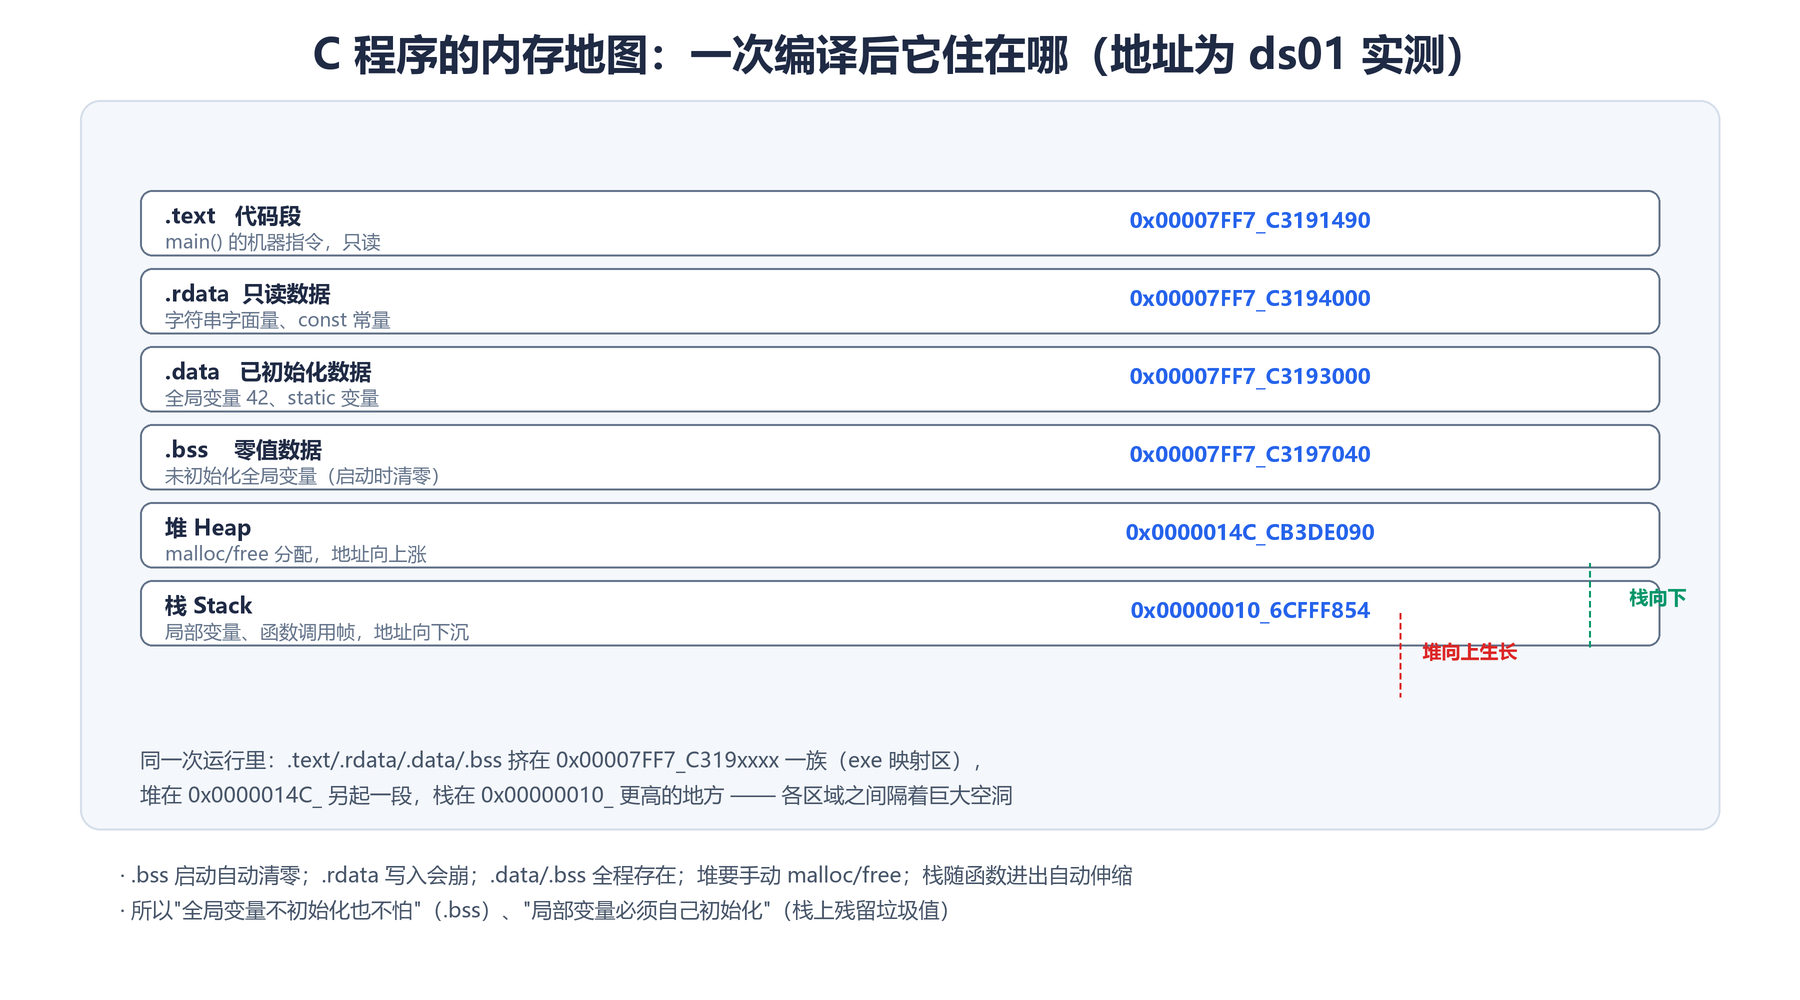 C 程序的内存地图：一次编译后它住在哪（地址为 ds01 实测）
.text 代码段
0x00007FF7_C3191490
main() 的机器指令，只读
.rdata 只读数据
0x00007FF7_C3194000
字符串字面量、const 常量
.data 已初始化数据
0x00007FF7_C3193000
全局变量 42、static 变量
.bss 零值数据
0x00007FF7_C3197040
未初始化全局变量（启动时清零）
堆 Heap
0x0000014C_CB3DE090
malloc/free 分配，地址向上涨
栈 Stack
0x00000010_6CFFF854
栈向下
局部变量、函数调用帧，地址向下沉
堆向上生长
同一次运行里：.text/.rdata/.data/.bss 挤在 0x00007FF7_C319xxxx 一族（exe 映射区），
堆在 0x0000014C_ 另起一段，栈在 0x00000010_ 更高的地方 —— 各区域之间隔着巨大空洞
· .bss 启动自动清零；.rdata 写入会崩；.data/.bss 全程存在；堆要手动 malloc/free；栈随函数进出自动伸缩
· 所以"全局变量不初始化也不怕"（.bss）、"局部变量必须自己初始化"（栈上残留垃圾值）